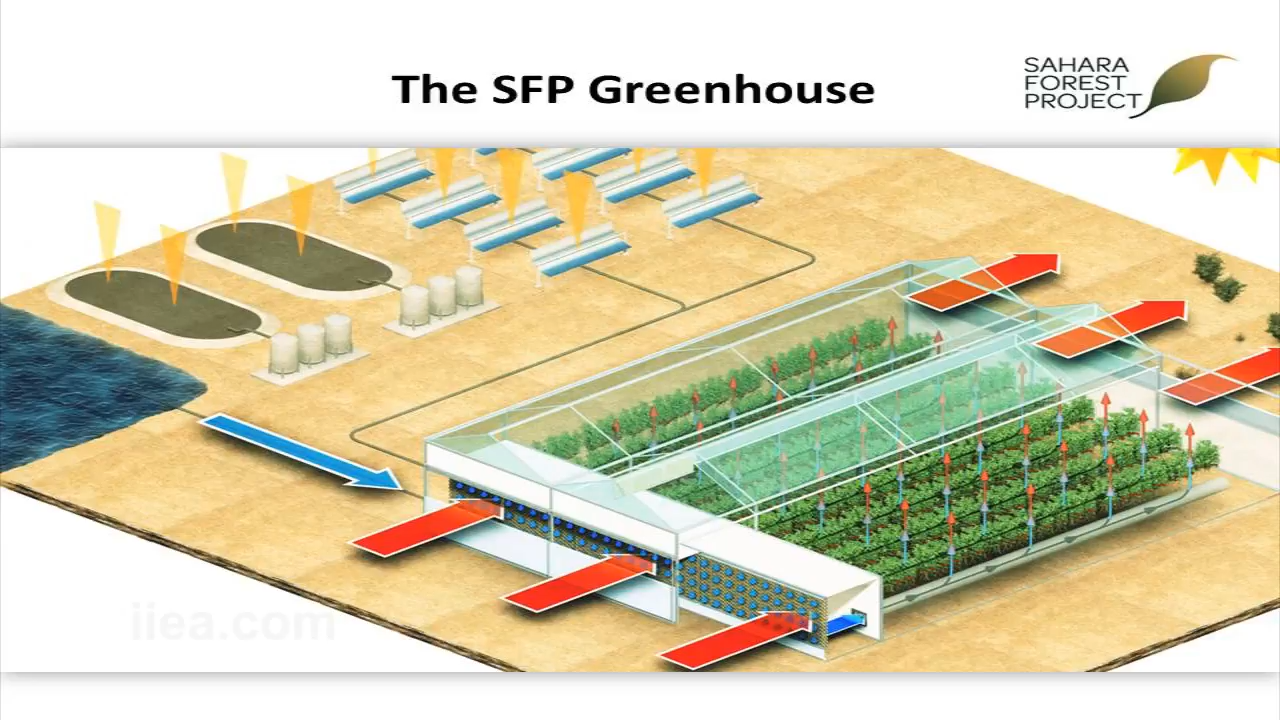 The SFP Greenhouse
SAHARA
FOREST
PROJECT
iiea.com